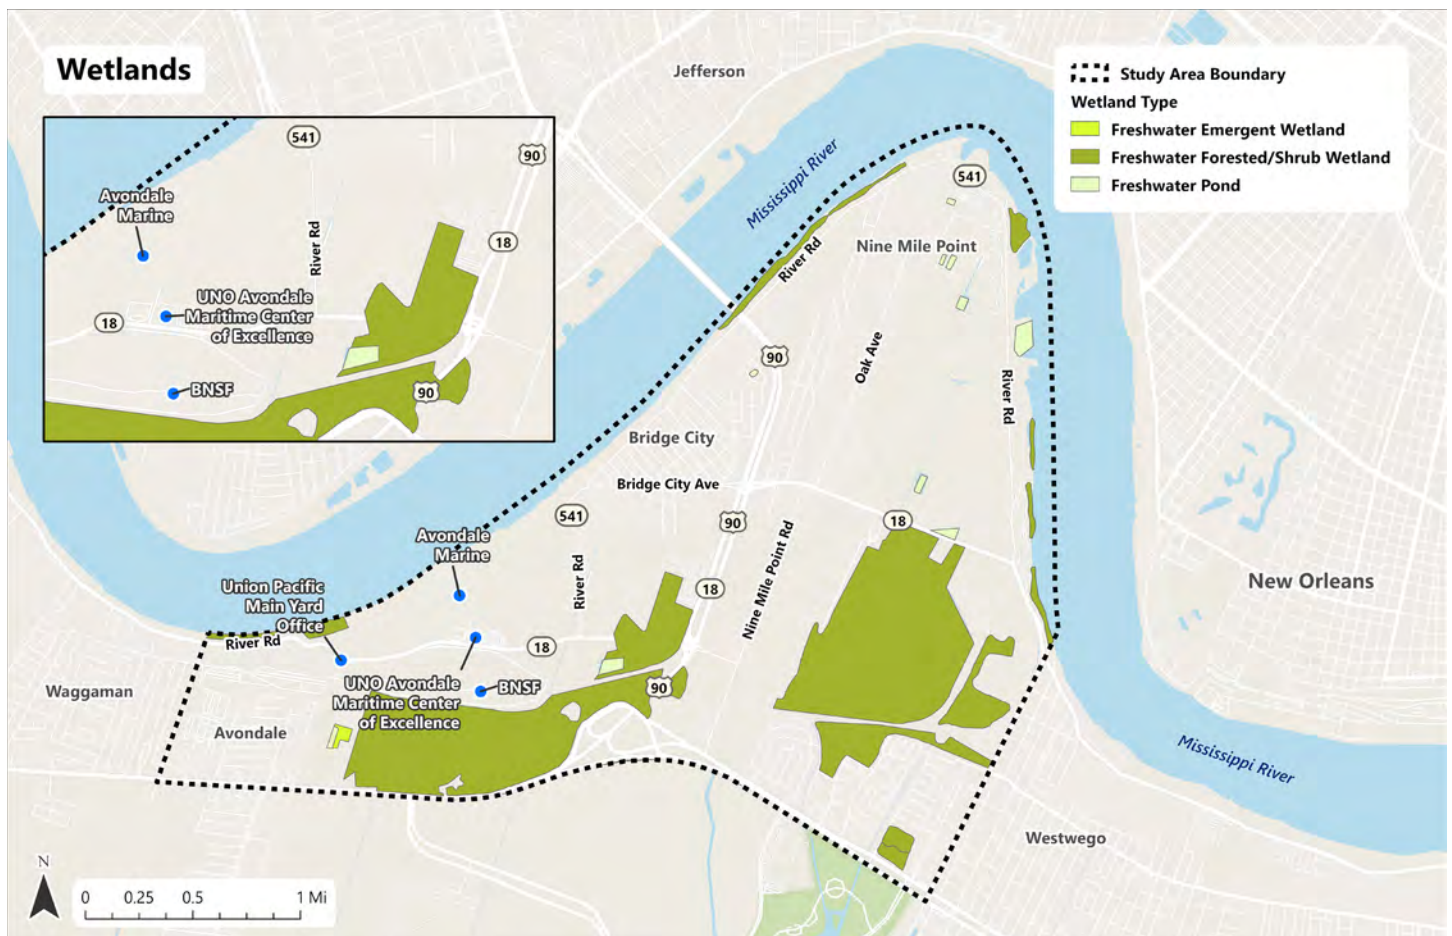 Wetlands
541
90
Avondale
Marine
18
River Rd
UNO Avondale
Maritime Center
of Excellence
18
BNSF
90
Jefferson
Mississippi River
Study Area Boundary
Wetland Type
Freshwater Emergent Wetland
Freshwater Forested/Shrub Wetland
Freshwater Pond
541
Nine Mile Point
River Rd
90
Oak Ave
River Rd
Bridge City
Bridge City Ave
541
90
18
Nine Mile Point Rd
Avondale
Marine
Union Pacific
Main Yard
Office
River Rd
River Rd
18
18
New Orleans
Waggaman
UNO Avondale
Maritime Center
of Excellence
BNSF
90
Avondale
Mississippi River
Westwego
N
0 0.25 0.5 1 Mi